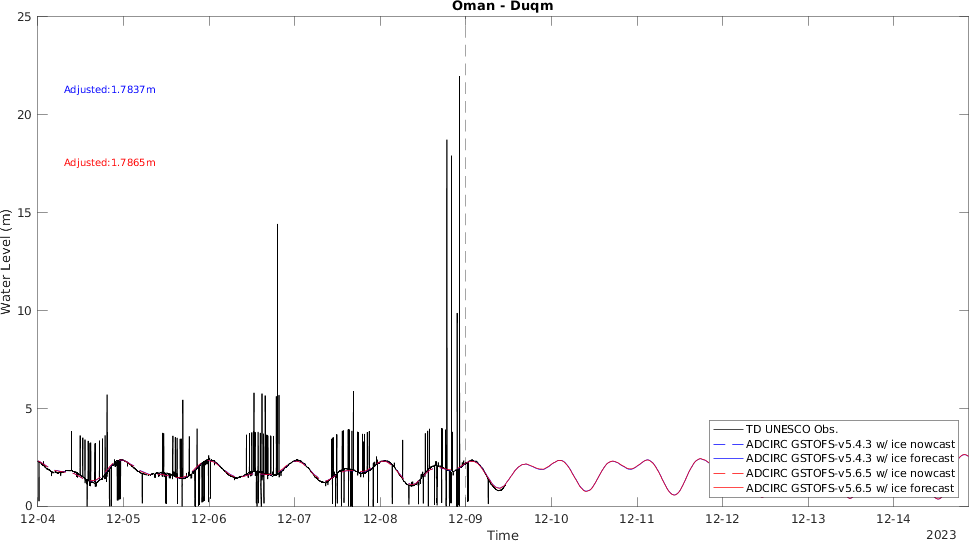 Oman - Duqm
25
20
15
10
5
0
Water Level (m)
Adjusted:1.7837m
Adjusted:1.7865m
TD UNESCO Obs.
ADCIRC GSTOFS-v5.4.3 w/ ice nowcast
ADCIRC GSTOFS-v5.4.3 w/ ice forecast
ADCIRC GSTOFS-v5.6.5 w/ ice nowcast
ADCIRC GSTOFS-v5.6.5 w/ ice forecast
12-04 12-05 12-06 12-07 12-08 12-09 12-10 12-11 12-12 12-13 12-14
Time
2023